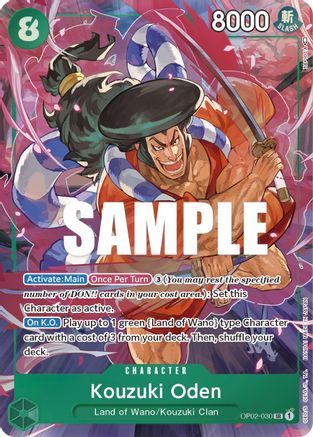 8
8000 斬
SLASH
SAMPLE
Activate:Main Once Per Turn ③(You may rest the specified
number of DON!! cards in your cost area.): Set this
Character as active.
On K.O. Play up to 1 green {Land of Wano} type Character
card with a cost of 3 from your deck. Then, shuffle your
deck.
CHARACTER
Kouzuki Oden
Land of Wano/Kouzuki Clan
OP02-030 SR 1